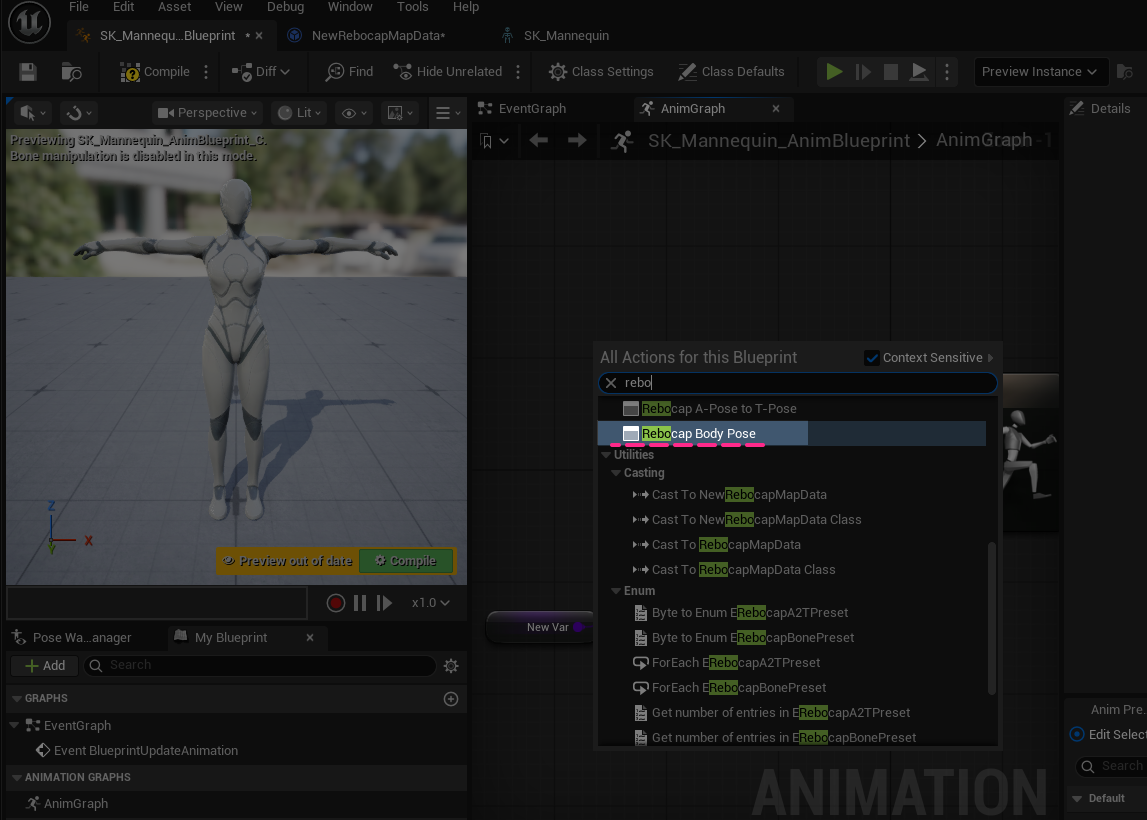 File Edit Asset View Debug Window Tools Help
SK_Mannequ...Blueprint
NewRebocapMapData*
SK_Mannequin
Compile
Diff
Find
Hide Unrelated
Class Settings
Class Defaults
Preview Instance
Perspective
Lit
EventGraph
AnimGraph
Details
Previewing SK_Mannequin_AnimBlueprint_C.
Bone manipulation is disabled in this mode.
SK_Mannequin_AnimBlueprint > AnimGraph
All Actions for this Blueprint
Context Sensitive
rebo
Rebocap A-Pose to T-Pose
Rebocap Body Pose
Utilities
Casting
Cast To NewRebocapMapData
Cast To NewRebocapMapData Class
Cast To RebocapMapData
Cast To RebocapMapData Class
Enum
Byte to Enum ERebocapA2TPreset
Byte to Enum ERebocapBonePreset
ForEach ERebocapA2TPreset
ForEach ERebocapBonePreset
Get number of entries in ERebocapA2TPreset
Get number of entries in ERebocapBonePreset
Z
X
Y
Preview out of date
Compile
x1.0
New Var
Pose Wa...anager
My Blueprint
Add
Search
GRAPHS
EventGraph
Event BlueprintUpdateAnimation
ANIMATION GRAPHS
AnimGraph
ANIMATION
Anim Pre...
Edit Select
Search
Default